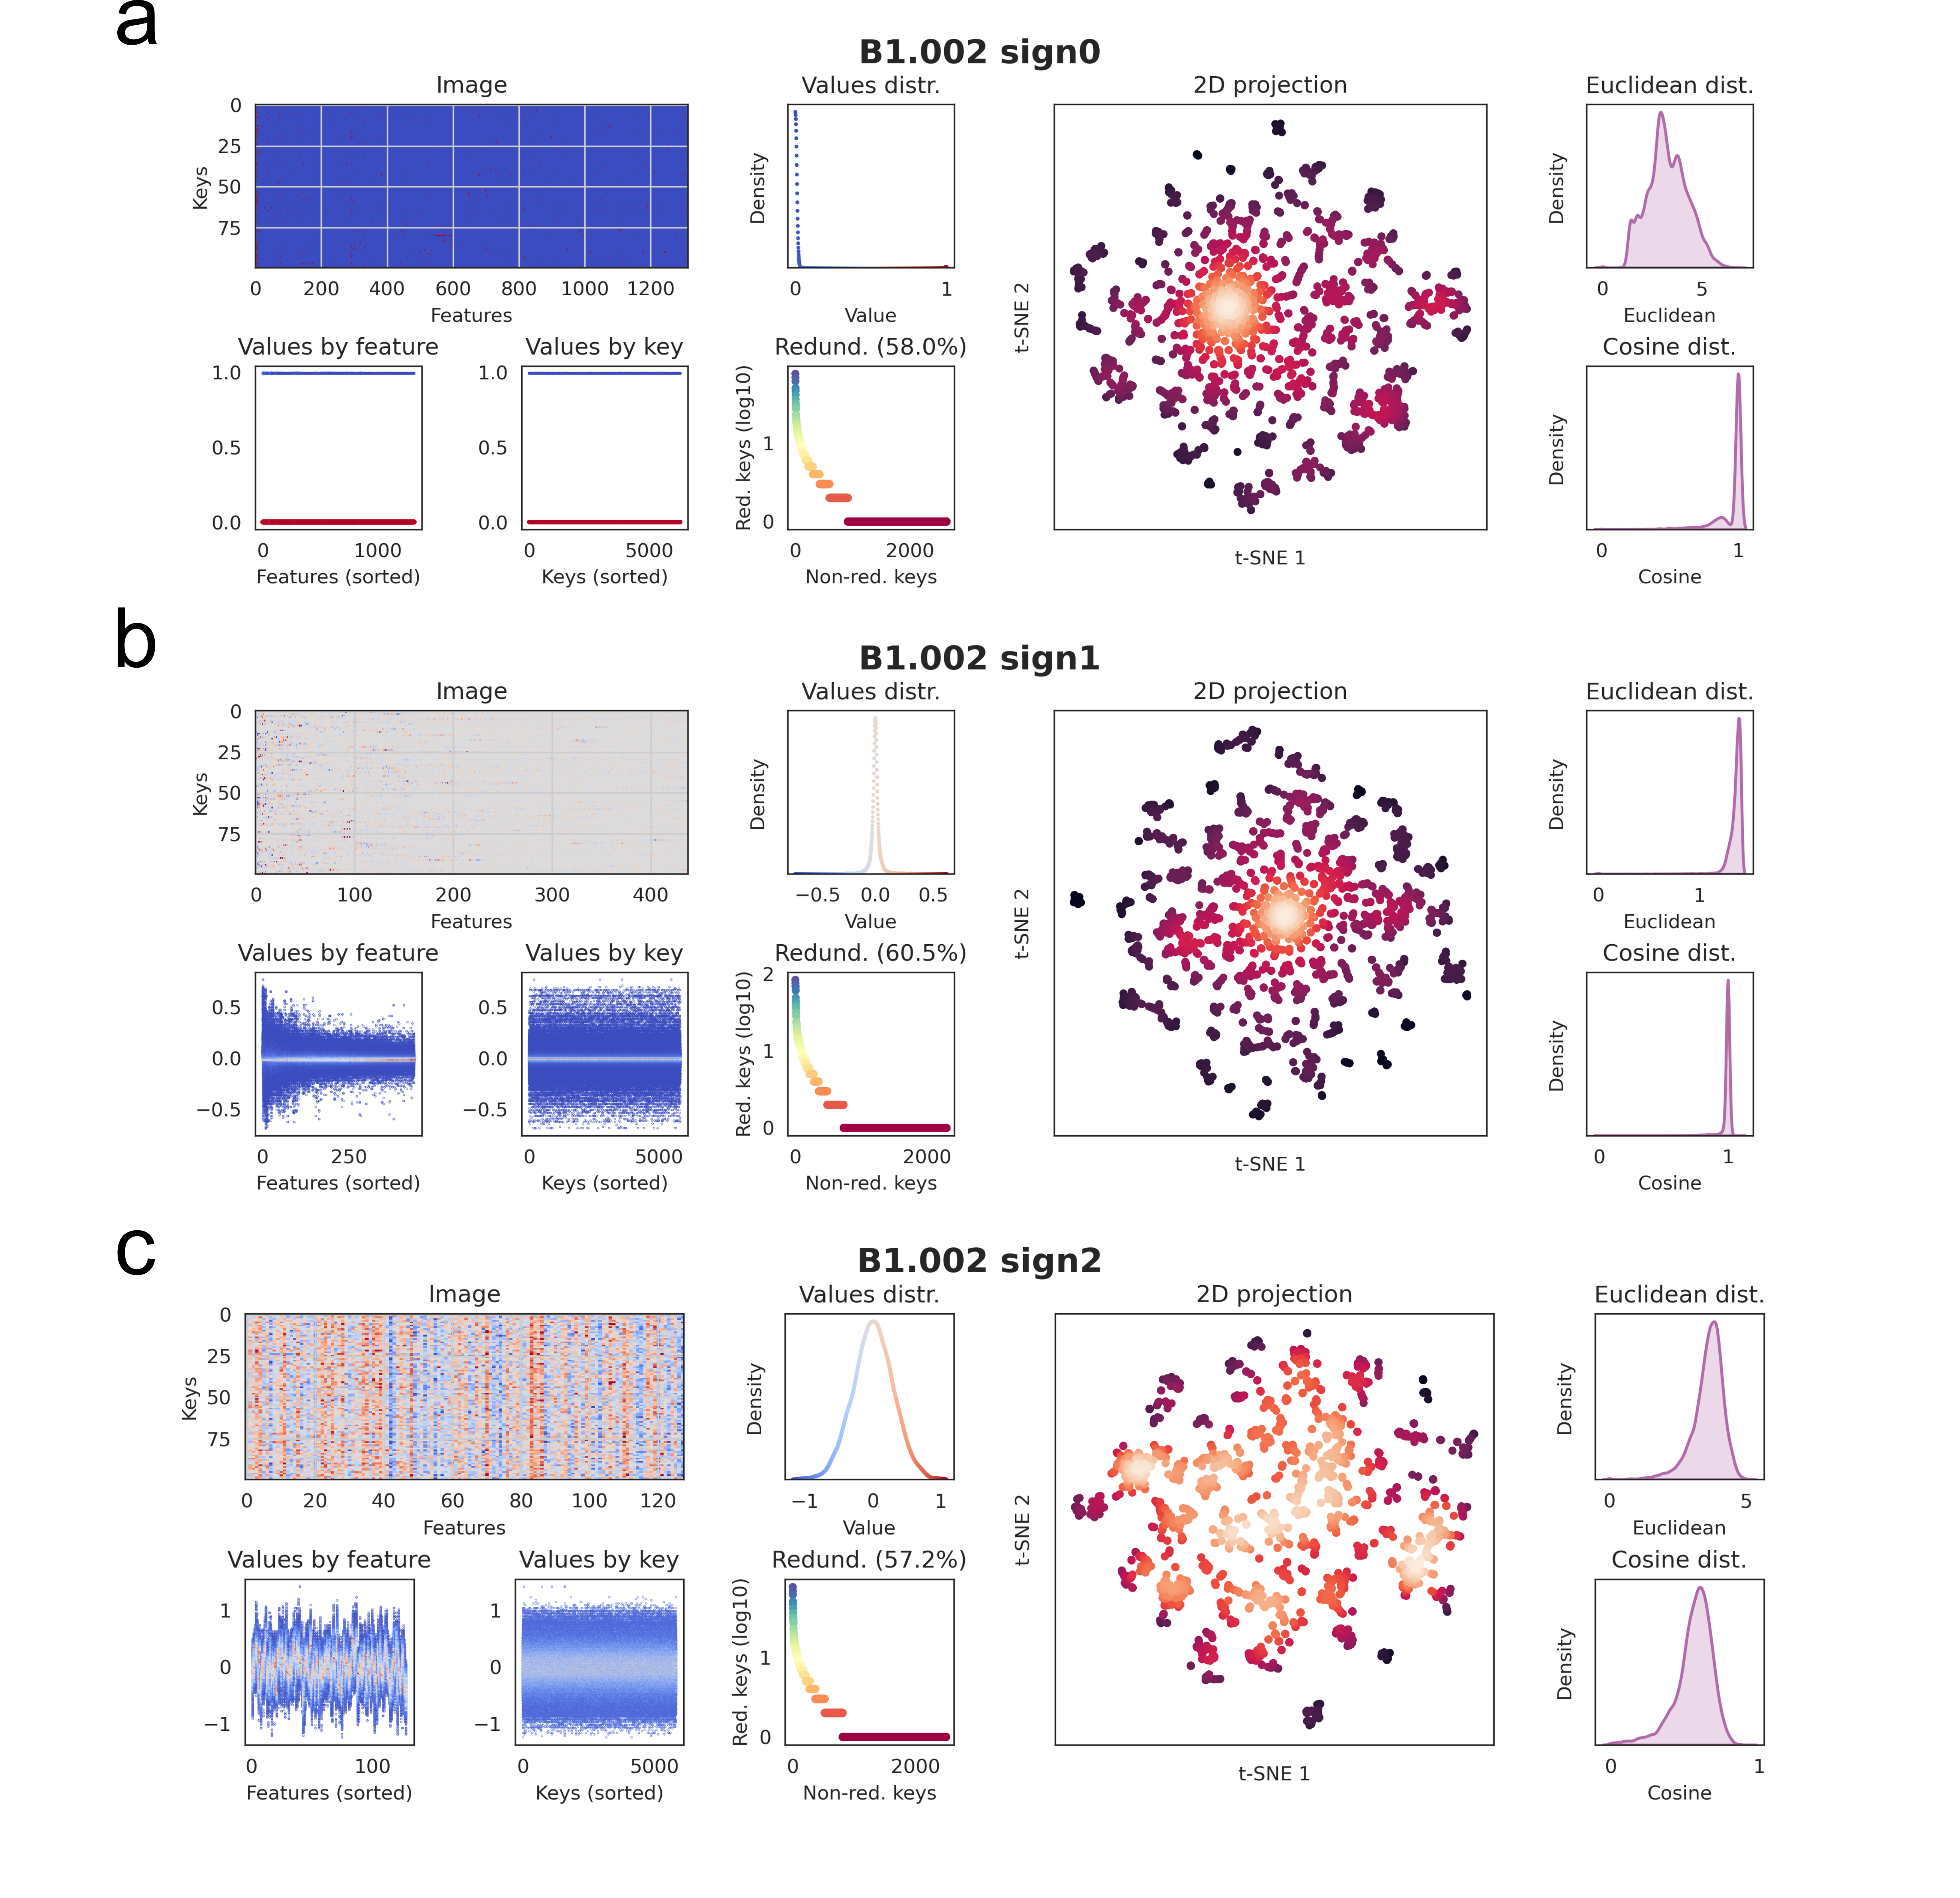 a
B1.002 sign0
Image
Values distr.
2D projection
Euclidean dist.
0
25
50
75
Keys
0 200 400 600 800 1000 1200
Features
Density
0 1
Value
t-SNE 2
t-SNE 1
Density
0 5
Euclidean
Values by feature
Values by key
Redund. (58.0%)
Cosine dist.
1.0
0.5
0.0
0 1000
Features (sorted)
1.0
0.5
0.0
0 5000
Keys (sorted)
Red. keys (log10)
1
0
0 2000
Non-red. keys
Density
0 1
Cosine
b
B1.002 sign1
Image
Values distr.
2D projection
Euclidean dist.
0
25
50
75
Keys
0 100 200 300 400
Features
Density
−0.5 0.0 0.5
Value
t-SNE 2
t-SNE 1
Density
0 1
Euclidean
Values by feature
Values by key
Redund. (60.5%)
Cosine dist.
0.5
0.0
−0.5
0 250
Features (sorted)
0.5
0.0
−0.5
0 5000
Keys (sorted)
Red. keys (log10)
2
1
0
0 2000
Non-red. keys
Density
0 1
Cosine
c
B1.002 sign2
Image
Values distr.
2D projection
Euclidean dist.
0
25
50
75
Keys
0 20 40 60 80 100 120
Features
Density
−1 0 1
Value
t-SNE 2
t-SNE 1
Density
0 5
Euclidean
Values by feature
Values by key
Redund. (57.2%)
Cosine dist.
1
0
−1
0 100
Features (sorted)
1
0
−1
0 5000
Keys (sorted)
Red. keys (log10)
1
0
0 2000
Non-red. keys
Density
0 1
Cosine